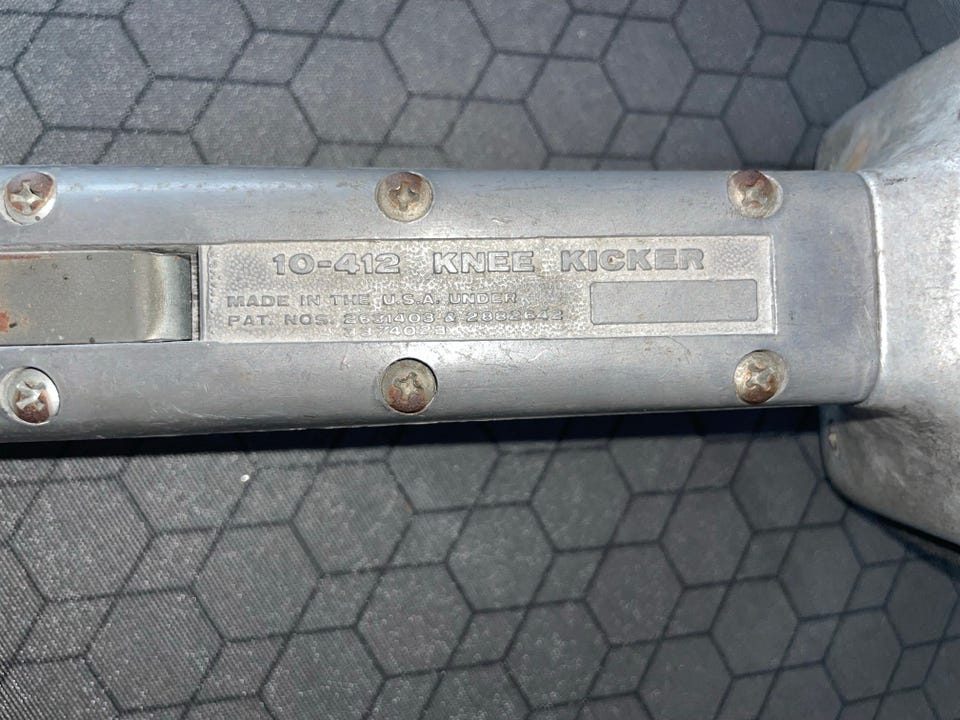 10-412 KNEE KICKER
MADE IN THE U.S.A. UNDER
PAT. NOS. 2631403 & 2882642